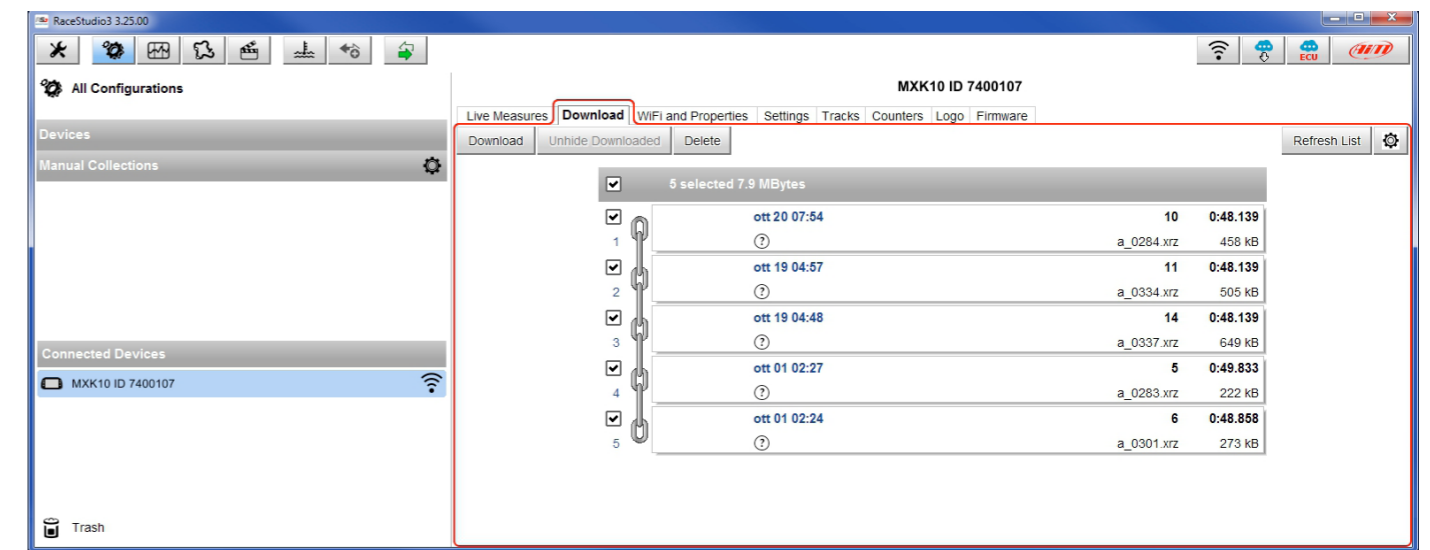 RaceStudio3 3.25.00
ECU
AiM
All Configurations
MXK10 ID 7400107
Live Measures Download WiFi and Properties Settings Tracks Counters Logo Firmware
Devices
Download Unhide Downloaded Delete Refresh List
Manual Collections
5 selected 7.9 MBytes
ott 20 07:54 10 0:48.139
1 ? a_0284.xrz 458 kB
ott 19 04:57 11 0:48.139
2 ? a_0334.xrz 505 kB
ott 19 04:48 14 0:48.139
3 ? a_0337.xrz 649 kB
Connected Devices
ott 01 02:27 5 0:49.833
MXK10 ID 7400107
4 ? a_0283.xrz 222 kB
ott 01 02:24 6 0:48.858
5 ? a_0301.xrz 273 kB
Trash